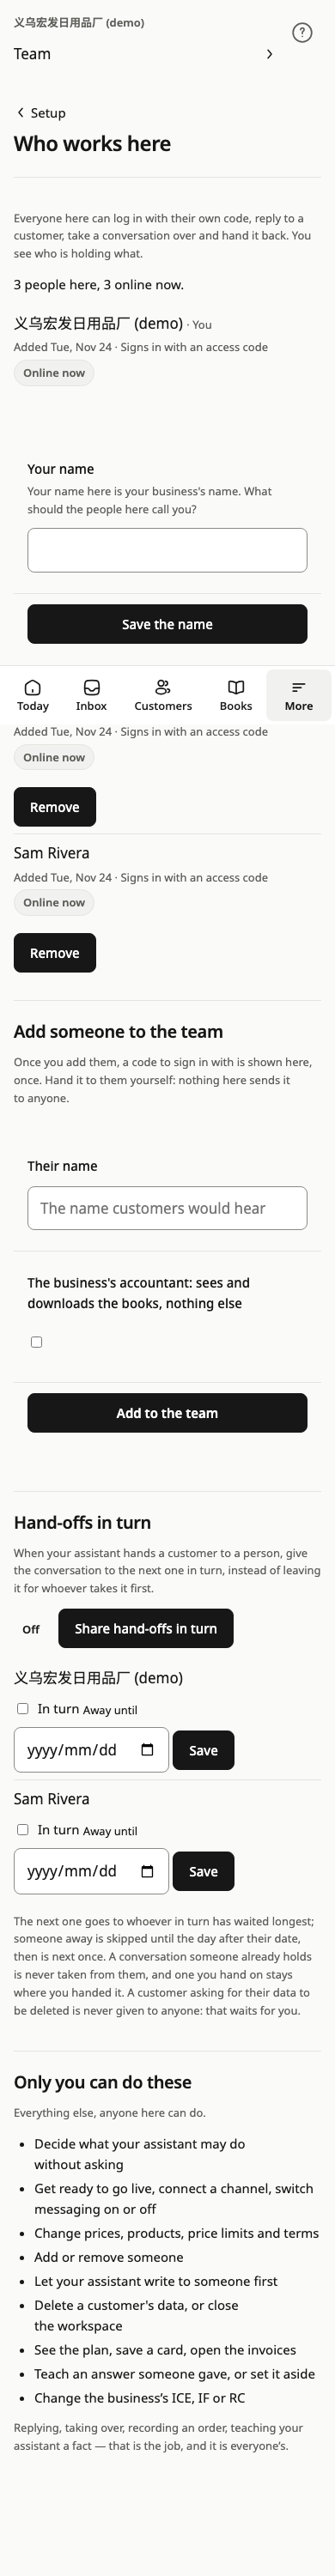 义乌宏发日用品厂 (demo)
Team
Setup
Who works here
Everyone here can log in with their own code, reply to a
customer, take a conversation over and hand it back. You
see who is holding what.
3 people here, 3 online now.
义乌宏发日用品厂 (demo) · You
Added Tue, Nov 24 · Signs with an access code
Online now
Your name
Your name here is your business's name. What
should the people here call you?
Save the name
Today
Inbox
Customers
Books
More
Added Tue, Nov 24 · Signs with an access code
Online now
Remove
Sam Rivera
Added Tue, Nov 24 · Signs with an access code
Online now
Remove
Add someone to the team
Once you add them, a code to sign in with is shown here,
once. Hand it to them yourself: nothing here sends it
to anyone.
Their name
The name customers would hear
The business's accountant: sees and
downloads the books, nothing else
Add to the team
Hand-offs in turn
When your assistant hands a customer to a person, give
the conversation to the next one in turn, instead of leaving
it for whoever takes it first.
Off
Share hand-offs in turn
义乌宏发日用品厂 (demo)
In turn Away until
yyyy/mm/dd
Save
Sam Rivera
In turn Away until
yyyy/mm/dd
Save
The next one goes to whoever in turn has waited longest;
someone away is skipped until the day after their date,
then is next once. A conversation someone already holds
is never taken from them, and one you hand on stays
where you handed it. A customer asking for their data to
be deleted is never given to anyone: that waits for you.
Only you can do these
Everything else, anyone here can do.
Decide what your assistant may do
without asking
Get ready to go live, connect a channel, switch
messaging on or off
Change prices, products, price limits and terms
Add or remove someone
Let your assistant write to someone first
Delete a customer's data, or close
the workspace
See the plan, save a card, open the invoices
Teach an answer someone gave, or set it aside
Change the business's ICE, IF or RC
Replying, taking over, recording an order, teaching your
assistant a fact — that is the job, and it is everyone's.